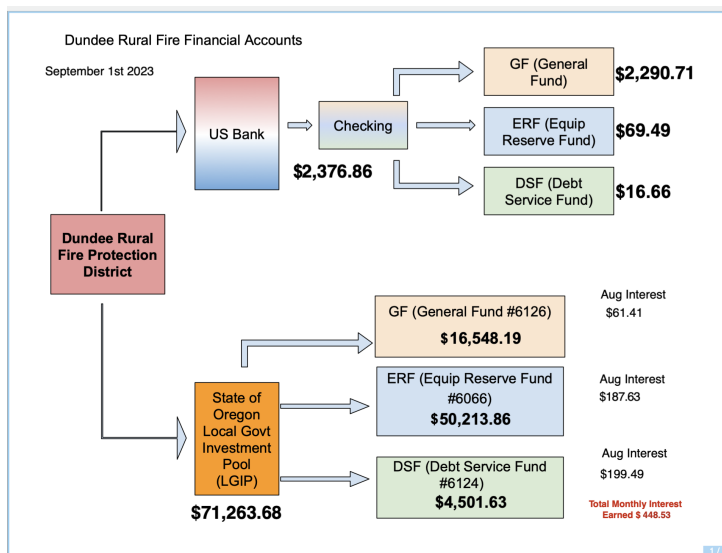 Dundee Rural Fire Financial Accounts
September 1st 2023
US Bank
Checking
$2,376.86
GF (General
Fund)
$2,290.71
ERF (Equip
Reserve Fund)
$69.49
DSF (Debt
Service Fund)
$16.66
Dundee Rural
Fire Protection
District
State of
Oregon
Local Govt
Investment
Pool
(LGIP)
$71,263.68
GF (General Fund #6126)
$16,548.19
Aug Interest
$61.41
ERF (Equip Reserve Fund
#6066)
$50,213.86
Aug Interest
$187.63
DSF (Debt Service Fund
#6124)
$4,501.63
Aug Interest
$199.49
Total Monthly Interest
Earned $ 448.53